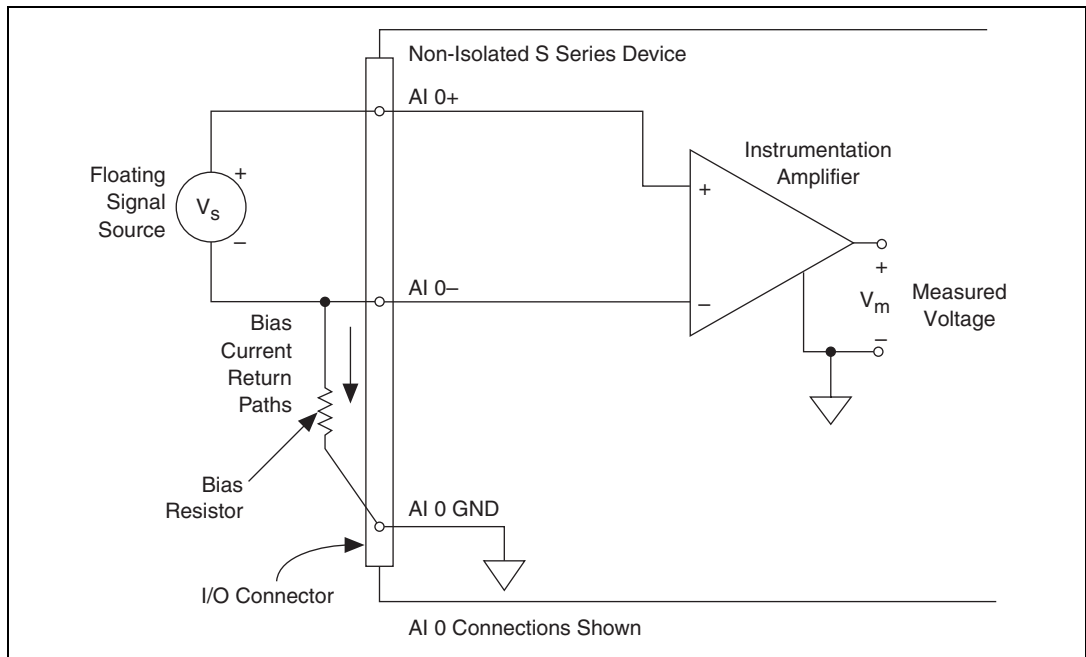 Non-Isolated S Series Device
AI 0+
Instrumentation
Amplifier
Floating
Signal
Source
+
Vs
–
+
–
+
Vm
–
Measured
Voltage
AI 0–
Bias
Current
Return
Paths
Bias
Resistor
AI 0 GND
I/O Connector
AI 0 Connections Shown